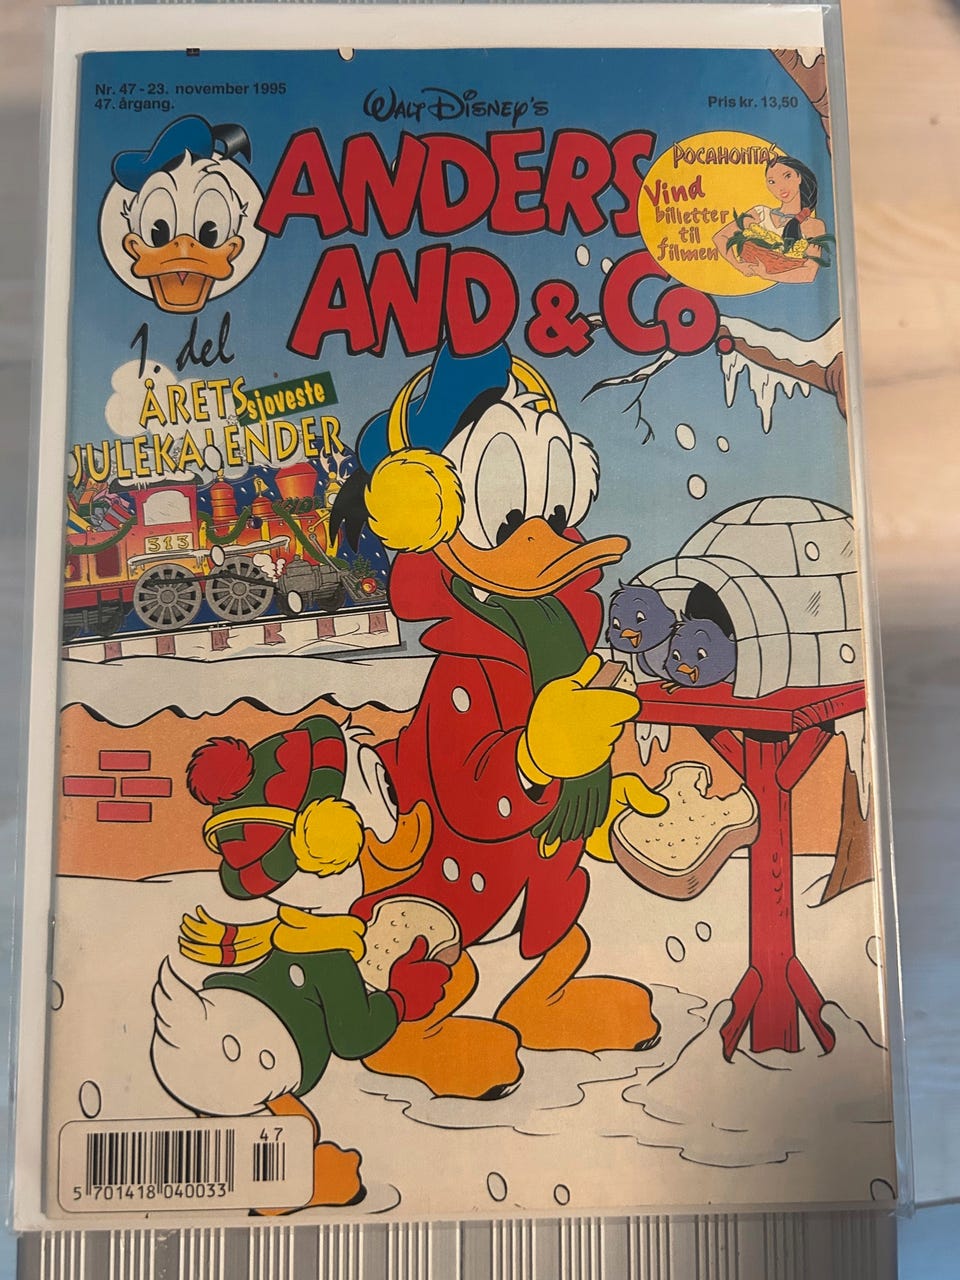 Nr. 47 - 23. november 1995
47. årgang.
WALT DISNEY'S
Pris kr. 13,50
ANDERS
AND & Co.
POCAHONTAS
Vind
billetter
til
filmen
1. del
ÅRETS sjoveste
JULEKALENDER
313
47
5 701418 040033